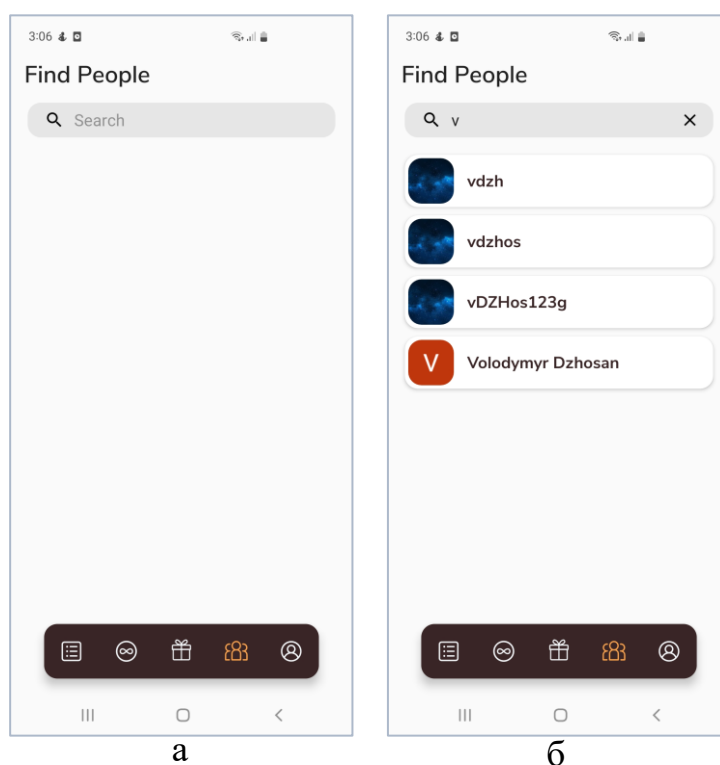 3:06
Find People
Search
а
3:06
Find People
v
vdzh
vdzhos
vDZHos123g
V
Volodymyr Dzhosan
б